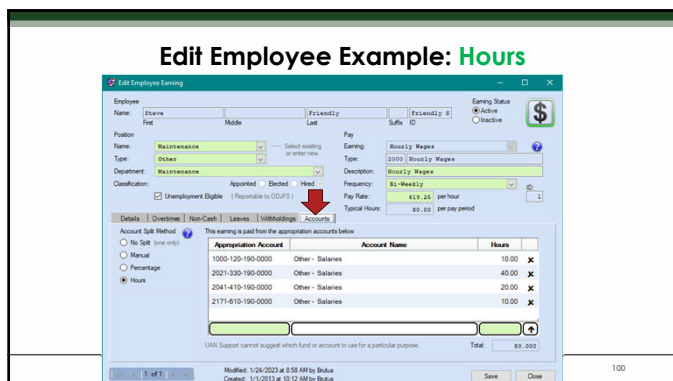 Edit Employee Example: Hours
Edit Employee Earning
Employee
Name: Steve Friendly Friendly S
First Middle Last Suffix ID
Earning Status
Active
Inactive
$
Position
Name: Maintenance Select existing or enter new.
Type: Other
Department: Maintenance
Classification: Appointed Elected Hired
Unemployment Eligible ( Reportable to ODJFS )
Pay
Earning: Hourly Wages
Type: 2000 Hourly Wages
Description: Hourly Wages
Frequency: Bi-Weekly
Pay Rate: $19.25 per hour
Typical Hours: 80.00 per pay period
ID:
1
Details Overtimes Non-Cash Leaves Withholdings Accounts
Account Split Method
No Split (one only)
Manual
Percentage
Hours
This earning is paid from the appropriation accounts below
Appropriation Account Account Name Hours
1000-120-190-0000 Other - Salaries 10.00 x
2021-330-190-0000 Other - Salaries 40.00 x
2041-410-190-0000 Other - Salaries 20.00 x
2171-610-190-0000 Other - Salaries 10.00 x
UAN Support cannot suggest which fund or account to use for a particular purpose. Total: 80.000
1 of 1
Modified: 1/24/2023 at 8:58 AM by Brutus
Created: 1/1/2013 at 10:12 AM by Brutus
Save Close
100